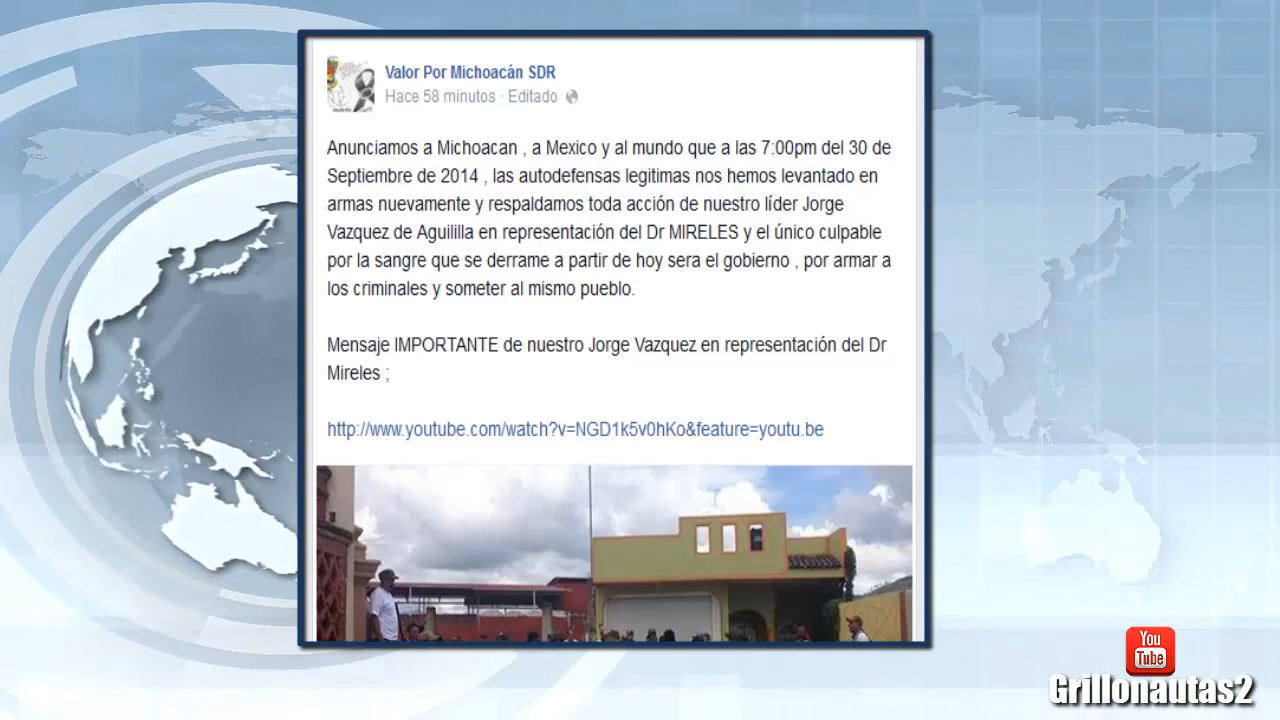 Valor Por Michoacán SDR
Hace 58 minutos · Editado
Anunciamos a Michoacan , a Mexico y al mundo que a las 7:00pm del 30 de
Septiembre de 2014 , las autodefensas legitimas nos hemos levantado en
armas nuevamente y respaldamos toda acción de nuestro líder Jorge
Vazquez de Aguililla en representación del Dr MIRELES y el único culpable
por la sangre que se derrame a partir de hoy sera el gobierno , por armar a
los criminales y someter al mismo pueblo.
Mensaje IMPORTANTE de nuestro Jorge Vazquez en representación del Dr
Mireles ;
http://www.youtube.com/watch?v=NGD1k5v0hKo&feature=youtu.be
You
Tube
Grillonautas2